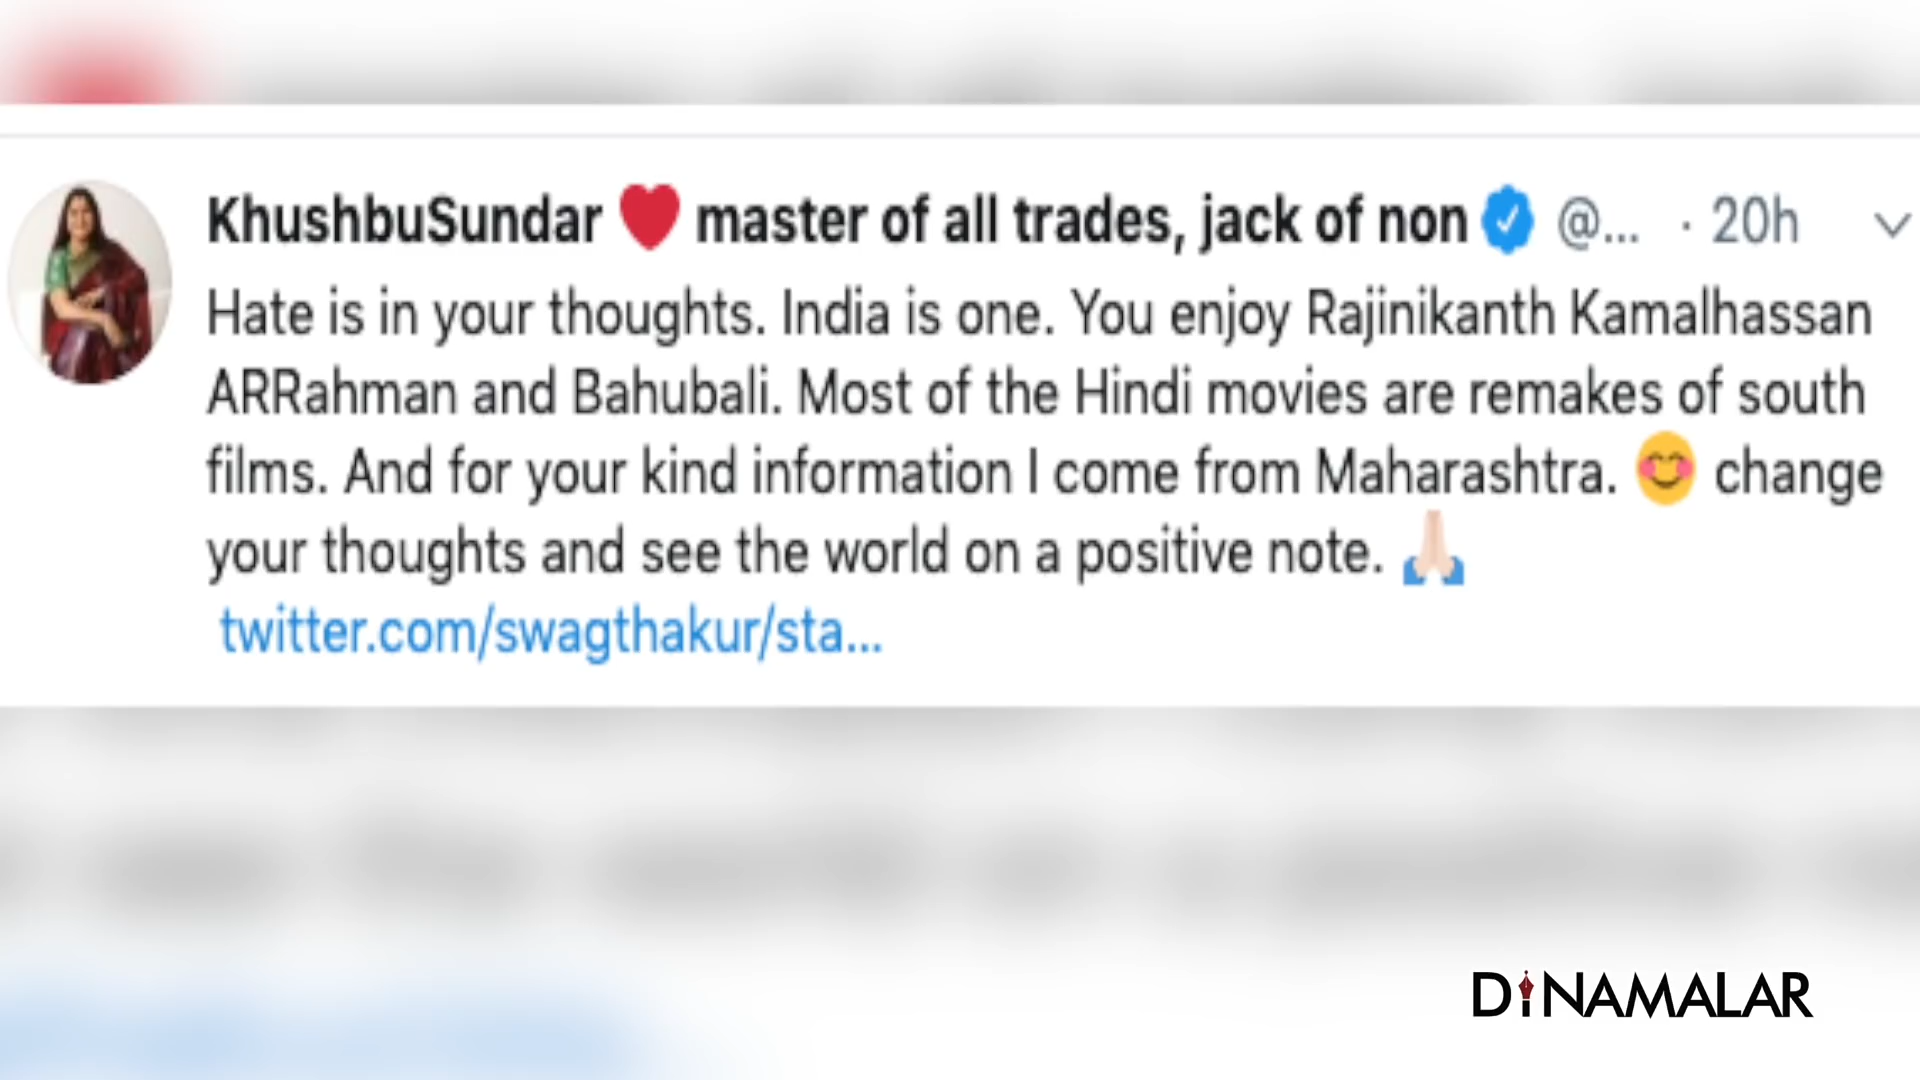 KhushbuSundar ❤️ master of all trades, jack of non @... · 20h
Hate is in your thoughts. India is one. You enjoy Rajinikanth Kamalhassan
ARRahman and Bahubali. Most of the Hindi movies are remakes of south
films. And for your kind information I come from Maharashtra. 😊 change
your thoughts and see the world on a positive note. 🙏🏻
twitter.com/swagthakur/sta...
DINAMALAR